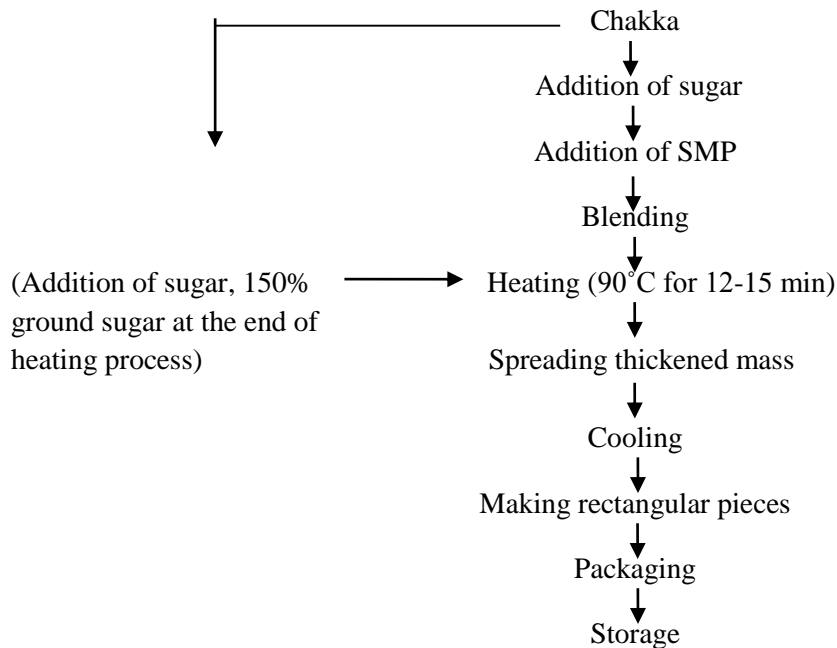 Chakka
Addition of sugar
Addition of SMP
Blending
(Addition of sugar, 150%
ground sugar at the end of
heating process)
Heating (90˚C for 12-15 min)
Spreading thickened mass
Cooling
Making rectangular pieces
Packaging
Storage